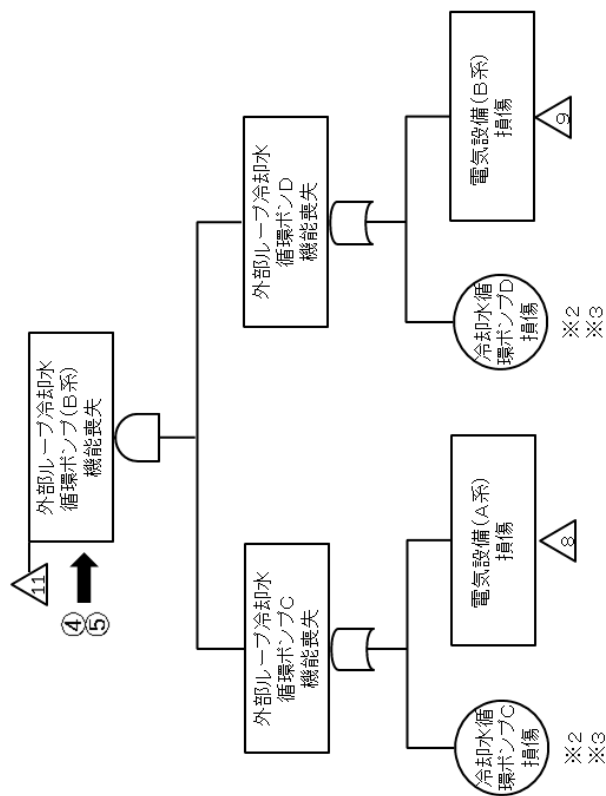 11
④
⑤
外部ループ冷却水
循環ポンプ(B系)
機能喪失
外部ループ冷却水
循環ポンプC
機能喪失
外部ループ冷却水
循環ポンD
機能喪失
冷却水循
環ポンプC
損傷
※2
※3
電気設備(A系)
損傷
8
冷却水循
環ポンプD
損傷
※2
※3
電気設備(B系)
損傷
9